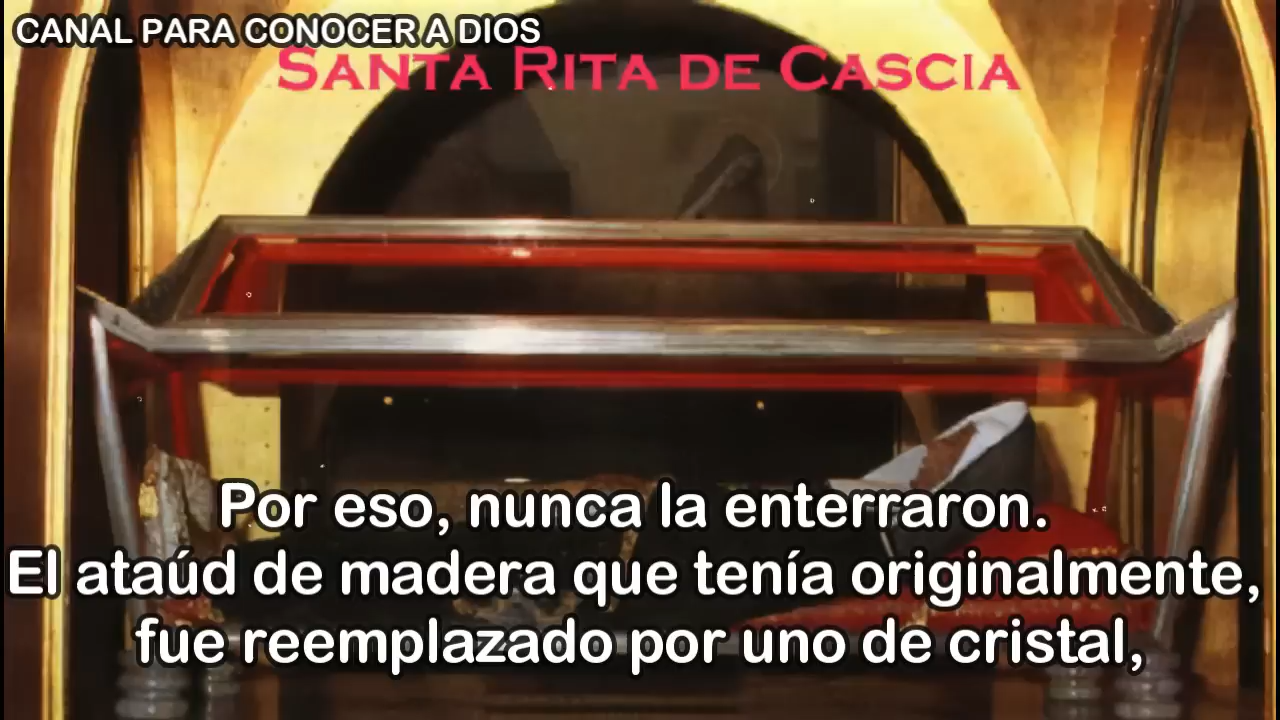 CANAL PARA CONOCER A DIOS
SANTA RITA DE CASCIA
Por eso, nunca la enterraron.
El ataúd de madera que tenía originalmente,
fue reemplazado por uno de cristal,